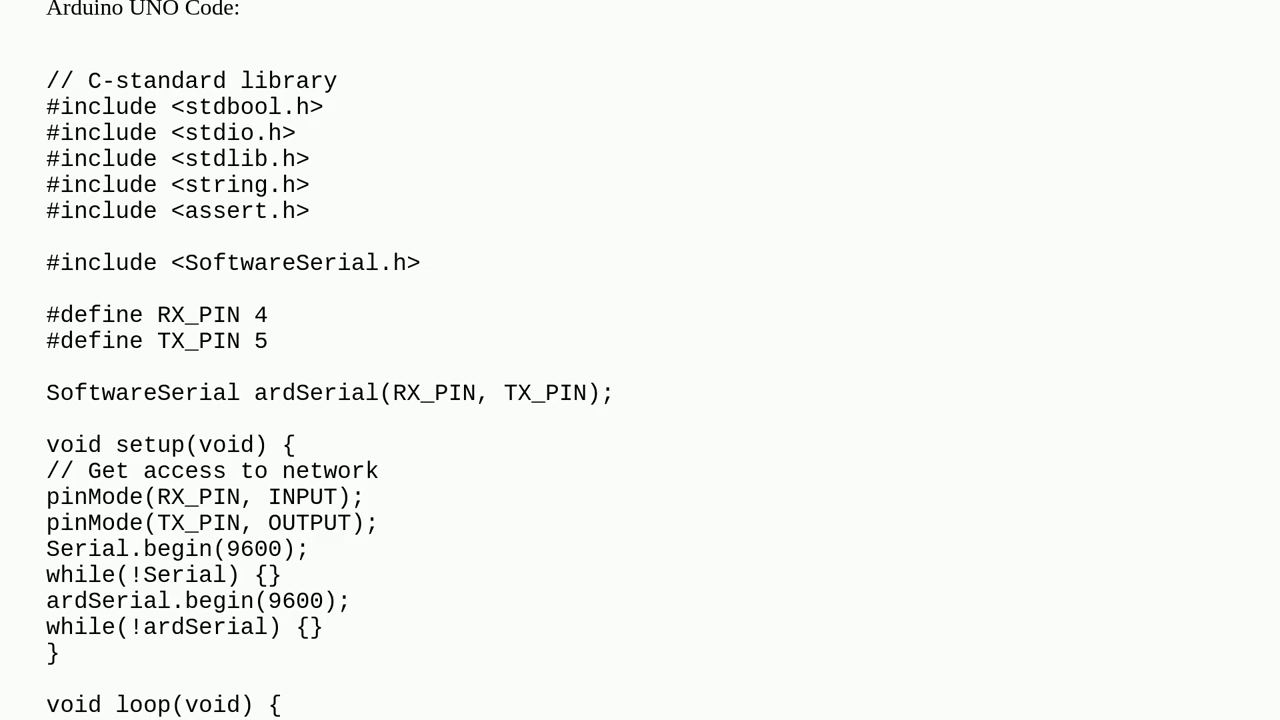 Arduino UNO Code:
// C-standard library
#include <stdbool.h>
#include <stdio.h>
#include <stdlib.h>
#include <string.h>
#include <assert.h>
#include <SoftwareSerial.h>
#define RX_PIN 4
#define TX_PIN 5
SoftwareSerial ardSerial(RX_PIN, TX_PIN);
void setup(void) {
// Get access to network
pinMode(RX_PIN, INPUT);
pinMode(TX_PIN, OUTPUT);
Serial.begin(9600);
while(!Serial) {}
ardSerial.begin(9600);
while(!ardSerial) {}
}
void loop(void) {